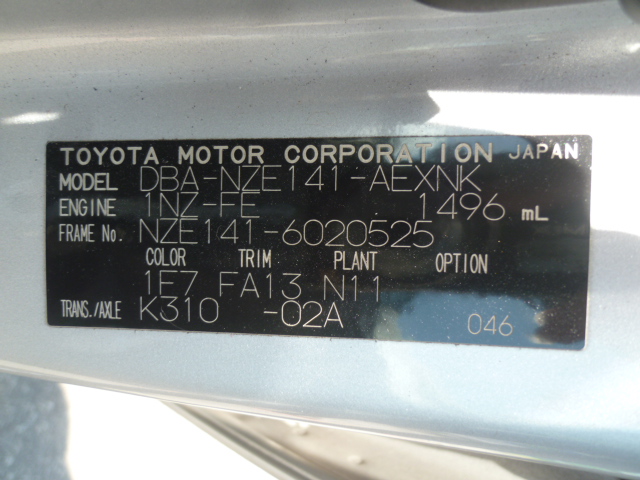 TOYOTA MOTOR CORPORATION JAPAN
MODEL DBA-NZE141-AEXNK
ENGINE 1NZ-FE 1496 mL
FRAME No. NZE141-6020525
COLOR TRIM PLANT OPTION
1E7 FA13 N11
TRANS./AXLE K310 -02A 046